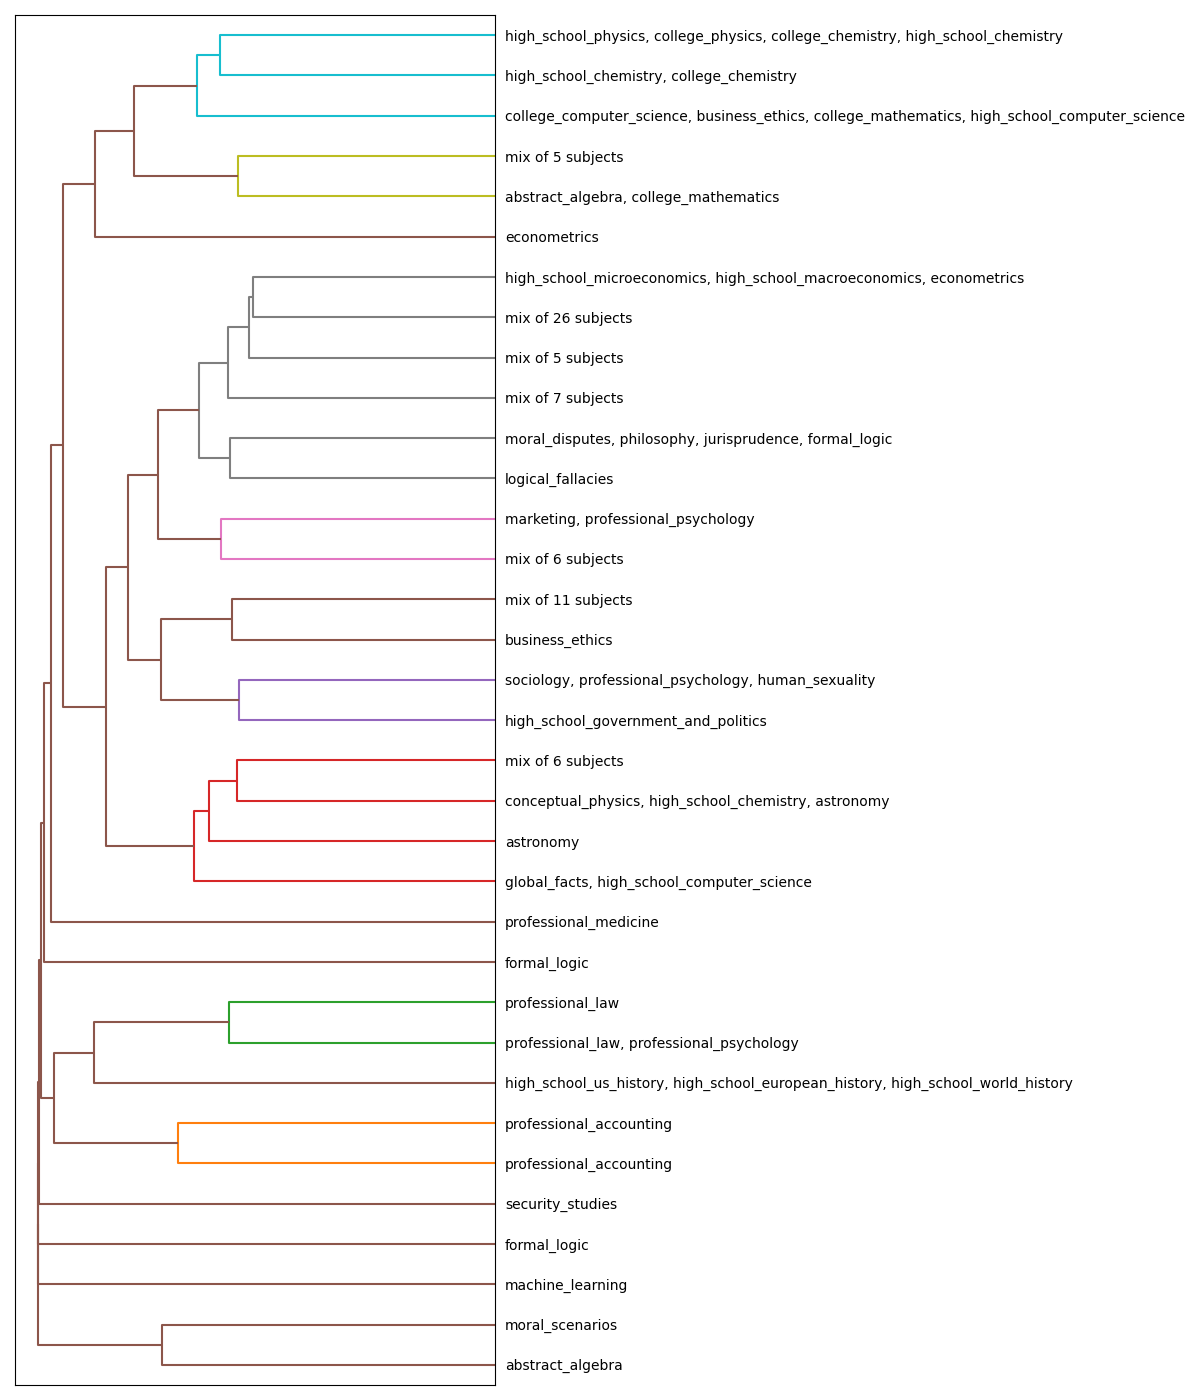 high_school_physics, college_physics, college_chemistry, high_school_chemistry
high_school_chemistry, college_chemistry
college_computer_science, business_ethics, college_mathematics, high_school_computer_science
mix of 5 subjects
abstract_algebra, college_mathematics
econometrics
high_school_microeconomics, high_school_macroeconomics, econometrics
mix of 26 subjects
mix of 5 subjects
mix of 7 subjects
moral_disputes, philosophy, jurisprudence, formal_logic
logical_fallacies
marketing, professional_psychology
mix of 6 subjects
mix of 11 subjects
business_ethics
sociology, professional_psychology, human_sexuality
high_school_government_and_politics
mix of 6 subjects
conceptual_physics, high_school_chemistry, astronomy
astronomy
global_facts, high_school_computer_science
professional_medicine
formal_logic
professional_law
professional_law, professional_psychology
high_school_us_history, high_school_european_history, high_school_world_history
professional_accounting
professional_accounting
security_studies
formal_logic
machine_learning
moral_scenarios
abstract_algebra